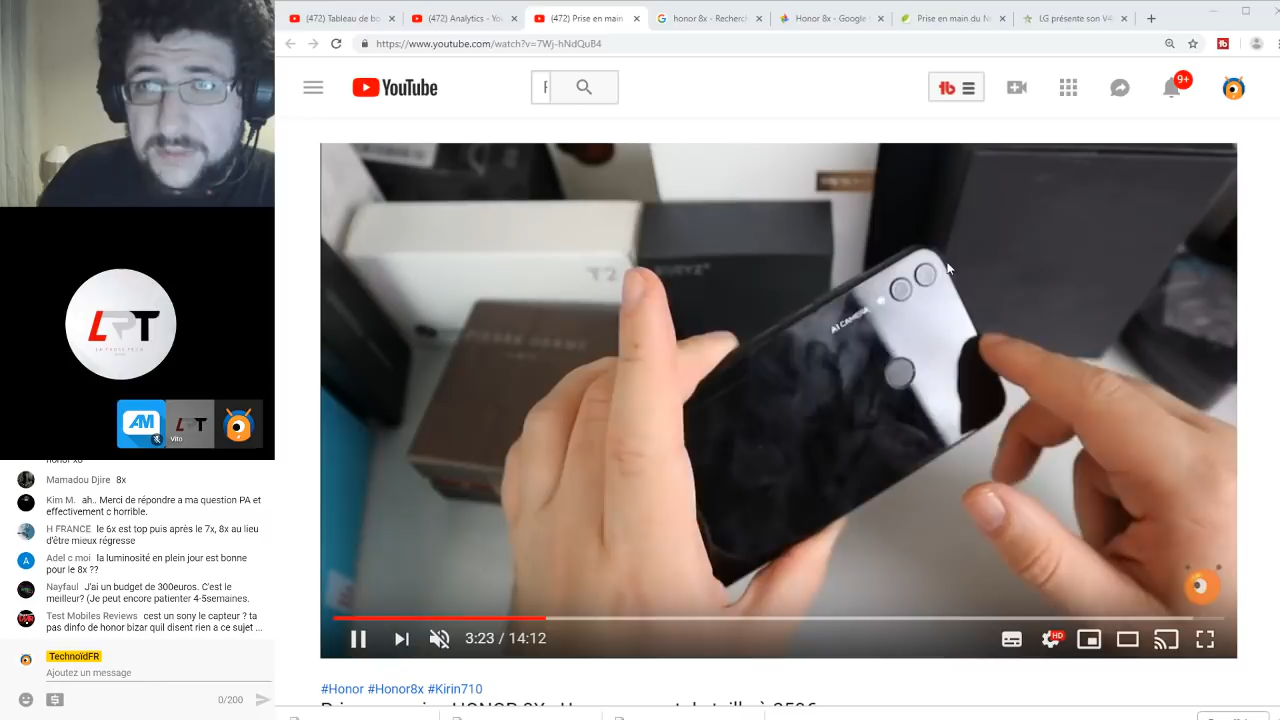 (472) Tableau de bo
(472) Analytics - You
(472) Prise en main
honor 8x - Recherc
Honor 8x - Google
Prise en main du N
LG présente son V4
https://www.youtube.com/watch?v=7Wj-hNdQuB4
YouTube
9+
AI CAMERA
LRT
AM
LRT
Vito
Mamadou Djire 8x
Kim M. ah.. Merci de répondre a ma question PA et
effectivement c horrible.
H FRANCE le 6x est top puis après le 7x, 8x au lieu
d'être mieux régresse
Adel c moi la luminosité en plein jour est bonne
pour le 8x ??
Nayfaul J'ai un budget de 300euros. C'est le
meilleur? (Je peux encore patienter 4-5semaines.
Test Mobiles Reviews cest un sony le capteur ? ta
pas dinfo de honor bizar quil disent rien a ce sujet ...
TechnoïdFR
Ajoutez un message
0/200
3:23 / 14:12
HD
#Honor #Honor8x #Kirin710